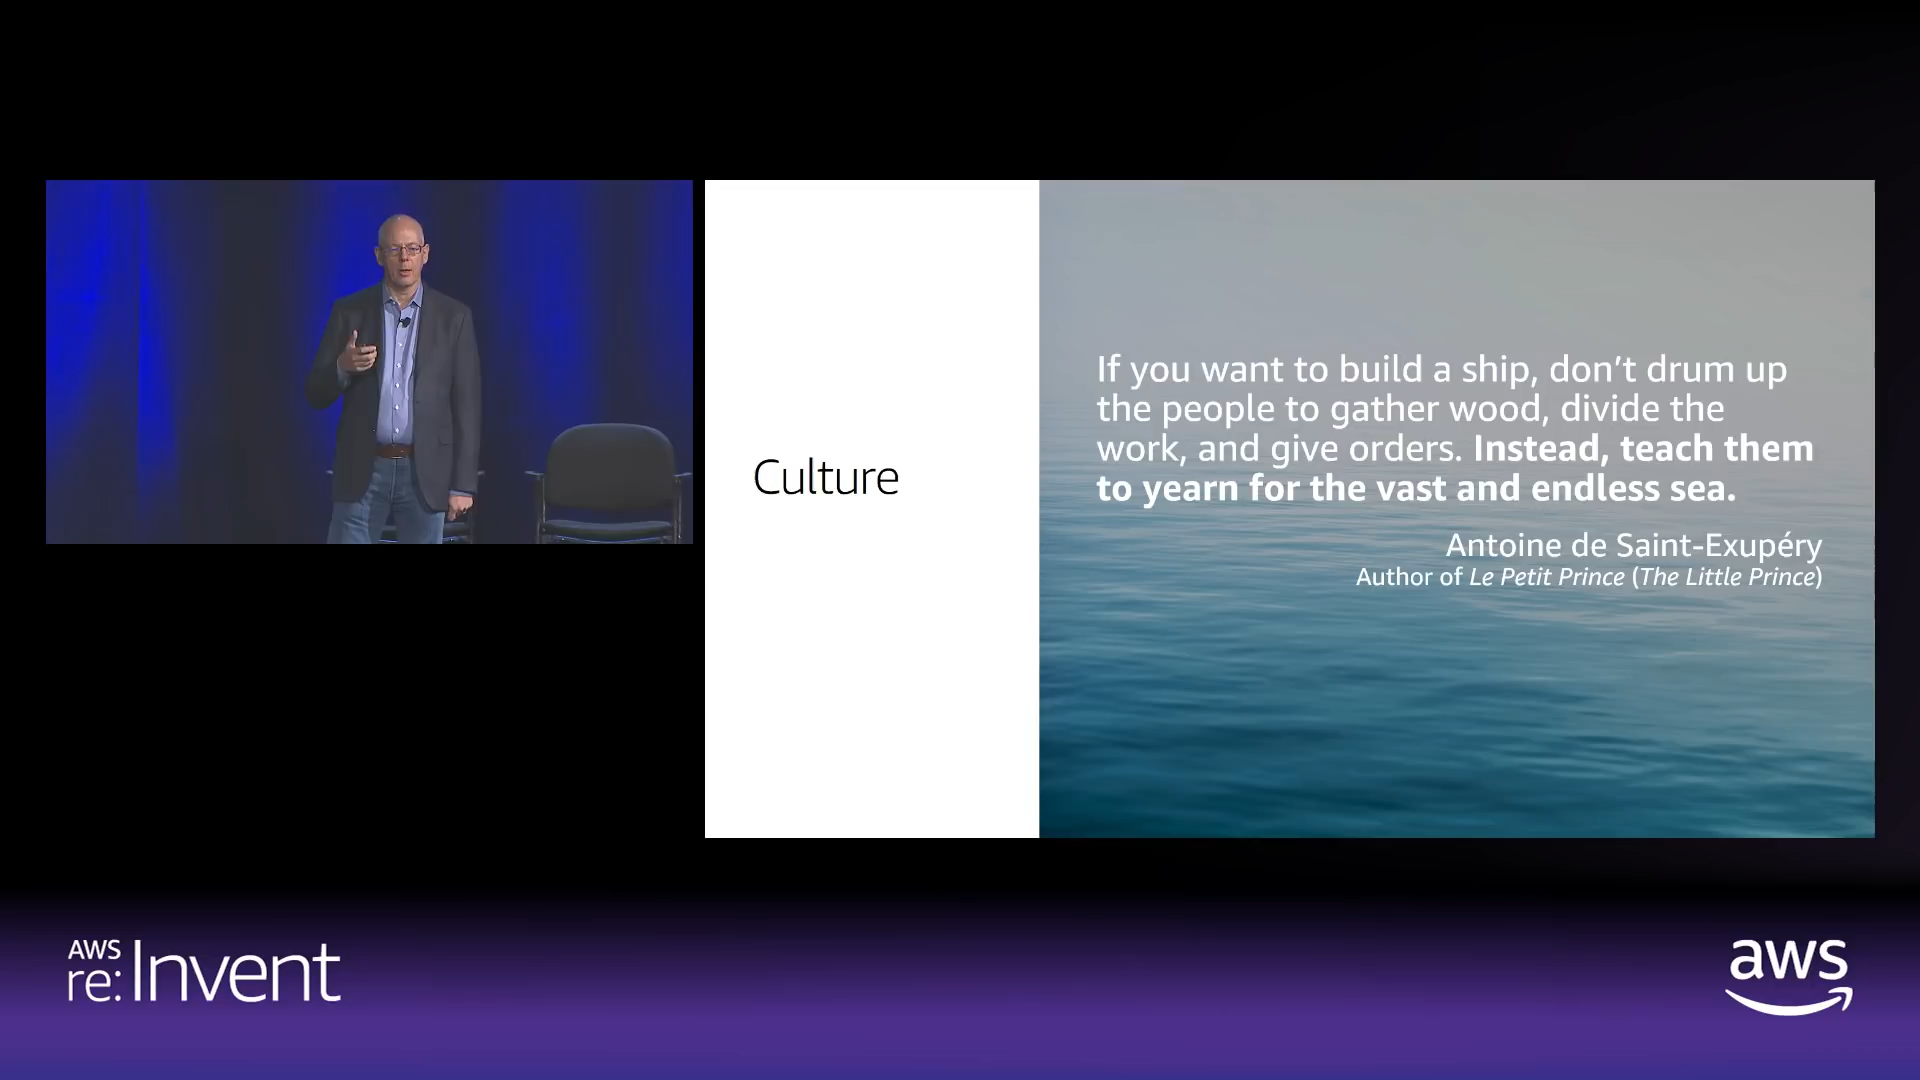 Culture
If you want to build a ship, don’t drum up
the people to gather wood, divide the
work, and give orders. Instead, teach them
to yearn for the vast and endless sea.
Antoine de Saint-Exupéry
Author of Le Petit Prince (The Little Prince)
AWS
re:Invent
aws